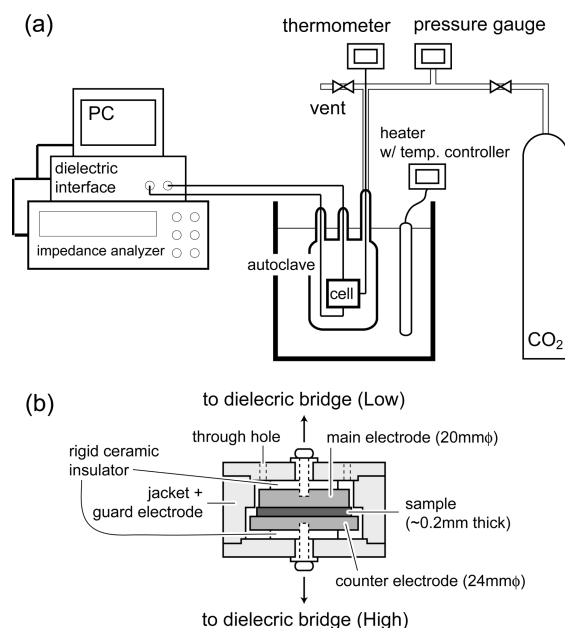 (a)
thermometer
pressure gauge
PC
vent
heater
w/ temp. controller
dielectric
interface
impedance analyzer
autoclave
cell
CO2
(b)
to dielecric bridge (Low)
through hole
main electrode (20mmϕ)
rigid ceramic
insulator
jacket +
guard electrode
sample
(~0.2mm thick)
counter electrode (24mmϕ)
to dielecric bridge (High)